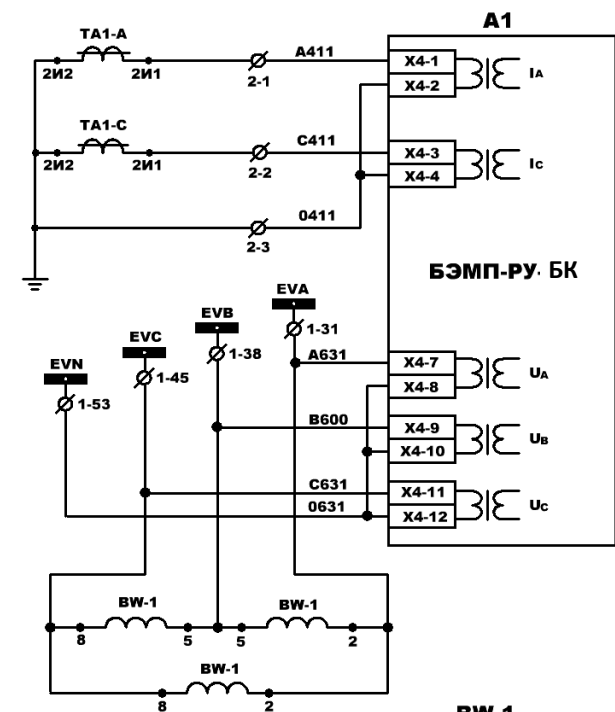 A1
TA1-A
2И2
2И1
2-1
A411
X4-1
X4-2
IA
TA1-C
2И2
2И1
2-2
C411
X4-3
X4-4
IC
0411
2-3
БЭМП-РУ- БК
EVA
1-31
EVB
1-38
EVC
1-45
EVN
1-53
A631
X4-7
X4-8
UA
B600
X4-9
X4-10
UB
C631
X4-11
0631
X4-12
UC
BW-1
8
5
BW-1
5
2
BW-1
8
2
BW-1